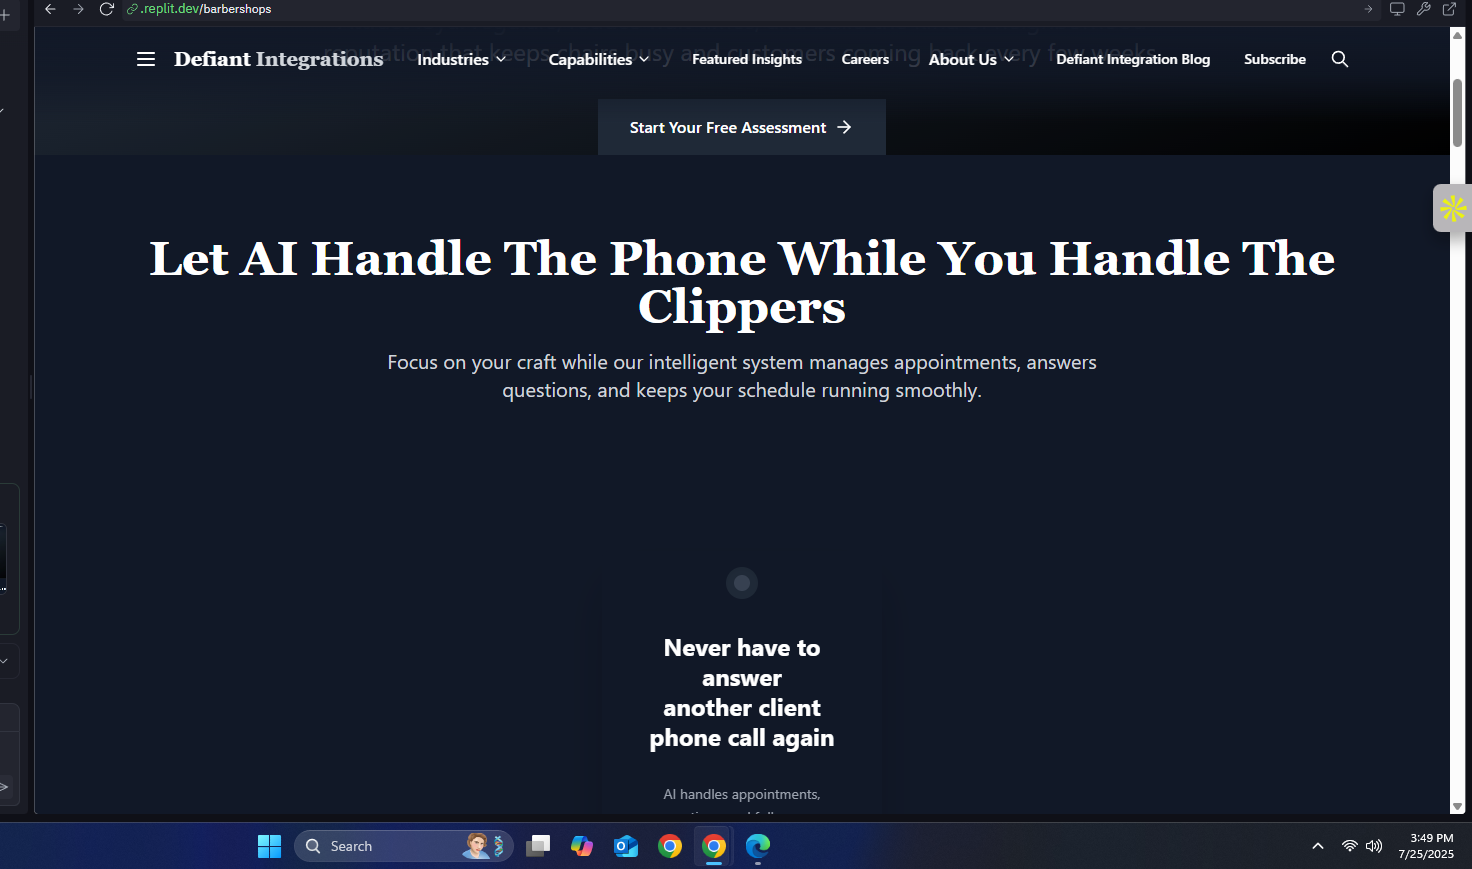 .replit.dev/barbershops
reputation that keeps chairs busy and customers coming back every few weeks
Defiant Integrations
Industries
Capabilities
Featured Insights
Careers
About Us
Defiant Integration Blog
Subscribe
Start Your Free Assessment
Let AI Handle The Phone While You Handle The
Clippers
Focus on your craft while our intelligent system manages appointments, answers
questions, and keeps your schedule running smoothly.
Never have to
answer
another client
phone call again
AI handles appointments,
Search
3:49 PM
7/25/2025